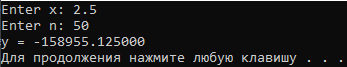 Enter x: 2.5
Enter n: 50
y = -158955.125000
Для продолжения нажмите любую клавишу . . .